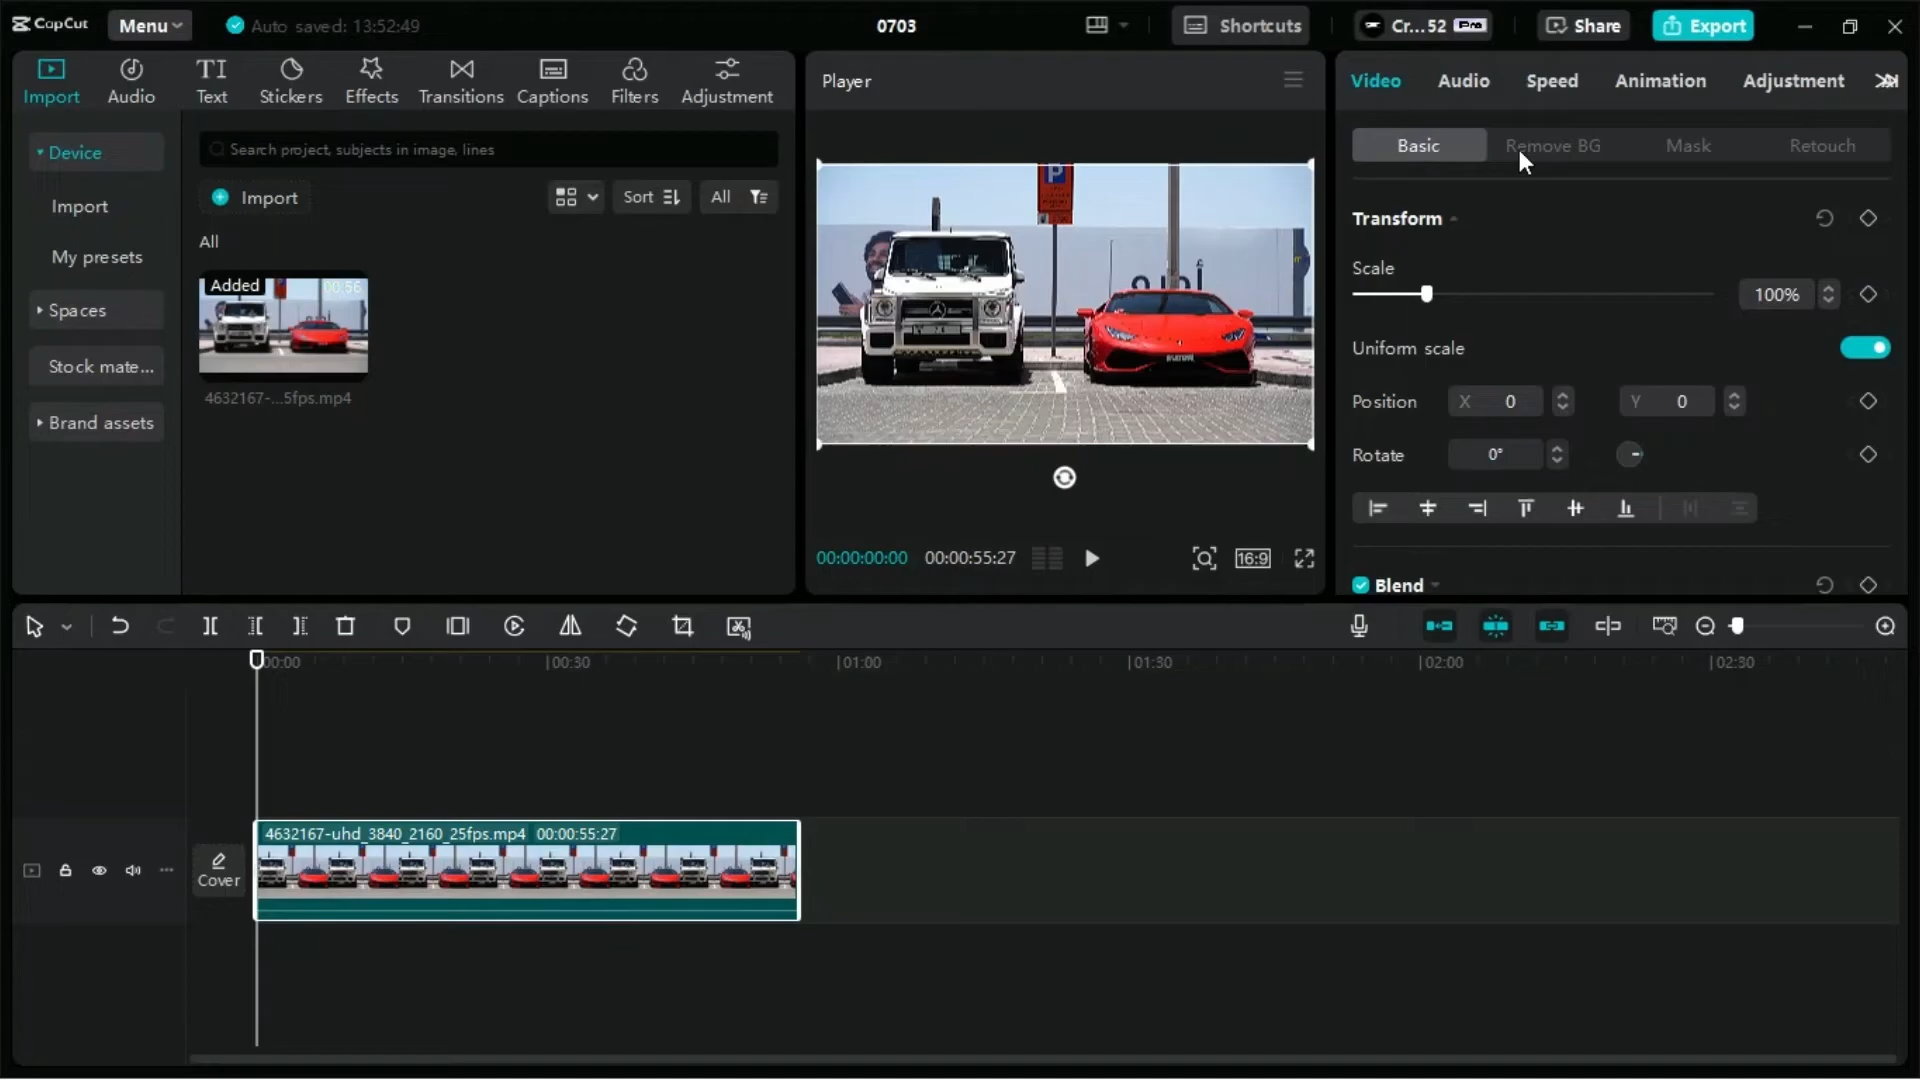 CapCut
Menu
Auto saved: 13:52:49
0703
Shortcuts
Cr...52 Pro
Share
Export
Import
Audio
TI
Text
Stickers
Effects
Transitions
Captions
Filters
Adjustment
Device
Import
My presets
Spaces
Stock mate...
Brand assets
Search project, subjects in image, lines
Import
Sort
All
All
Added
00:56
4632167-...5fps.mp4
Player
P
00:00:00:00
00:00:55:27
16:9
Video
Audio
Speed
Animation
Adjustment
Basic
Remove BG
Mask
Retouch
Transform
Scale
100%
Uniform scale
Position
X 0
Y 0
Rotate
0°
Blend
00:00
00:30
01:00
01:30
02:00
02:30
Cover
4632167-uhd_3840_2160_25fps.mp4 00:00:55:27